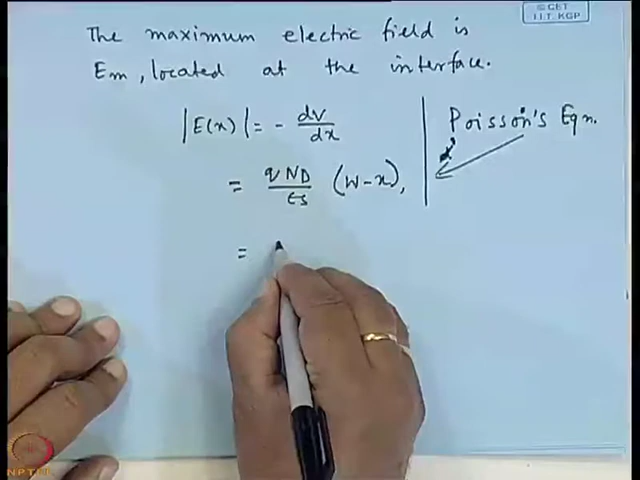 © CET
I.I.T. KGP
The maximum electric field is
Em, located at the interface.
|E(x)| = - dV/dx
Poisson's Eqn.
= qND/εs (W-x),
=
NPTEL